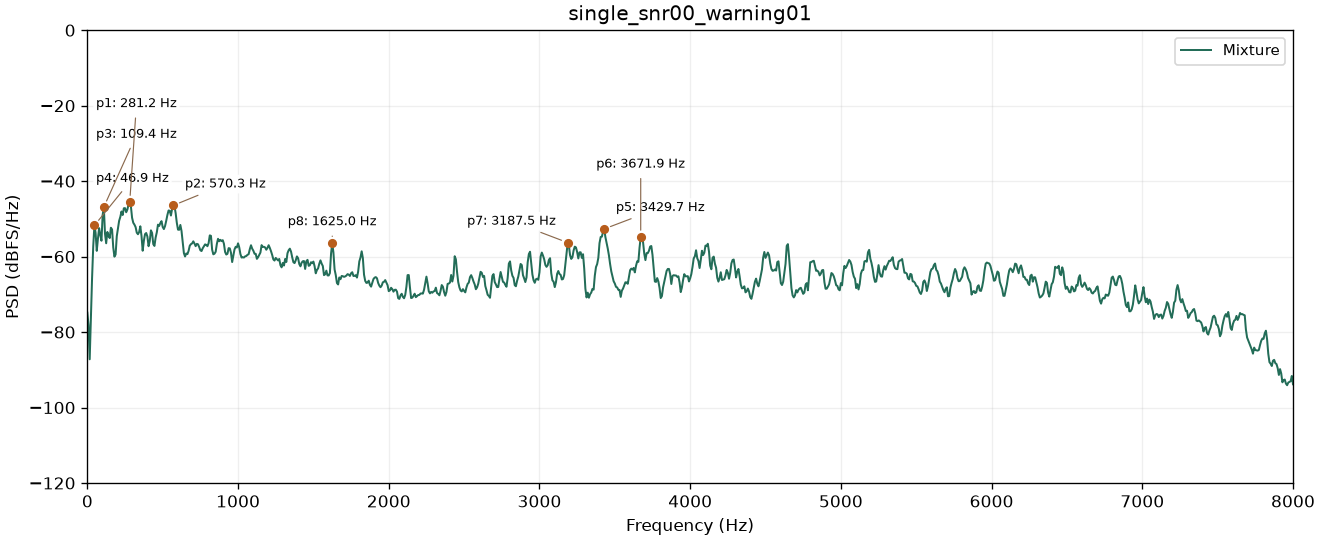 single_snr00_warning01
Mixture
p1: 281.2 Hz
p3: 109.4 Hz
p4: 46.9 Hz
p2: 570.3 Hz
p8: 1625.0 Hz
p7: 3187.5 Hz
p6: 3671.9 Hz
p5: 3429.7 Hz
PSD (dBFS/Hz)
0
−20
−40
−60
−80
−100
−120
0 1000 2000 3000 4000 5000 6000 7000 8000
Frequency (Hz)